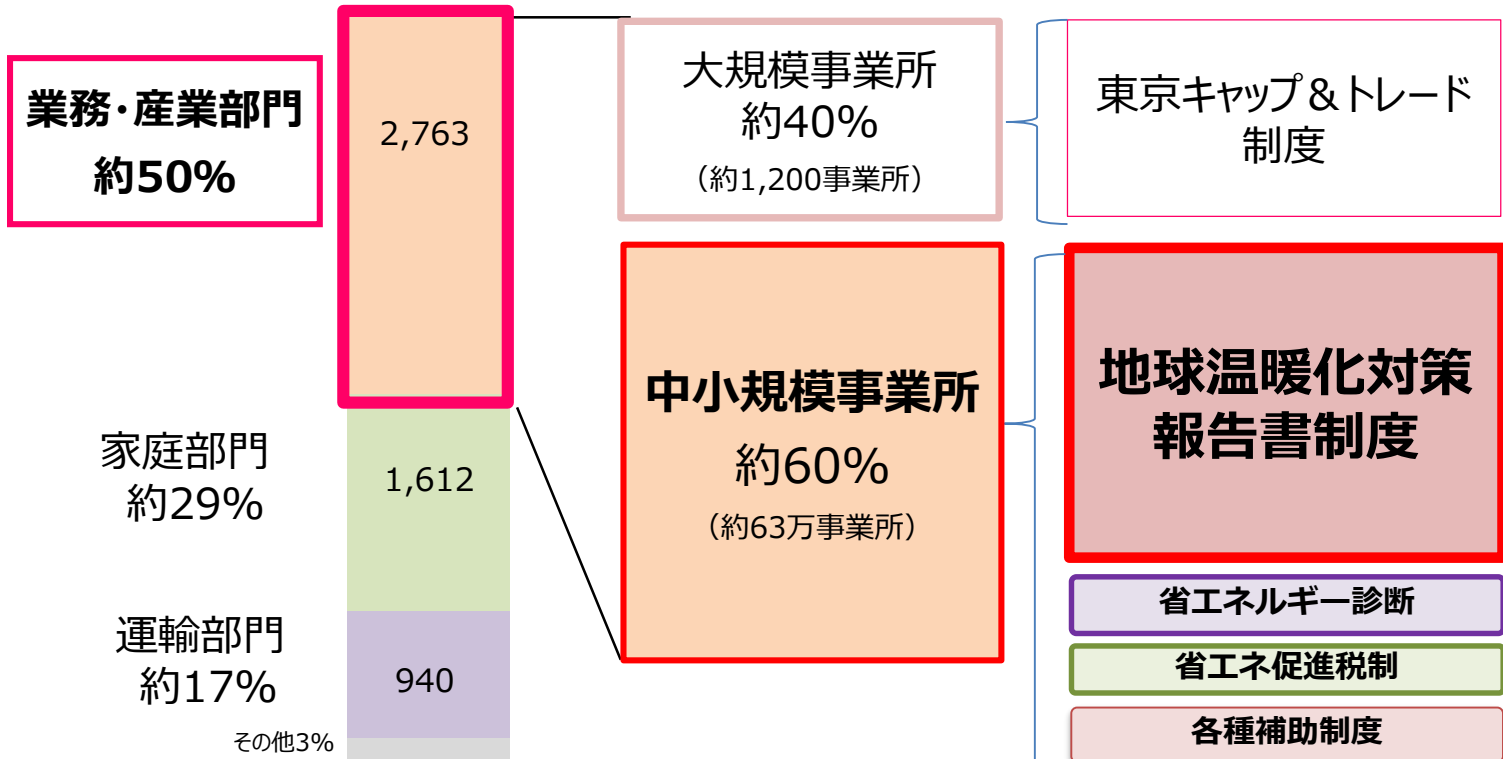 業務・産業部門
約50%
2,763
家庭部門
約29%
1,612
運輸部門
約17%
940
その他3%
大規模事業所
約40%
（約1,200事業所）
東京キャップ＆トレード
制度
中小規模事業所
約60%
（約63万事業所）
地球温暖化対策
報告書制度
省エネルギー診断
省エネ促進税制
各種補助制度